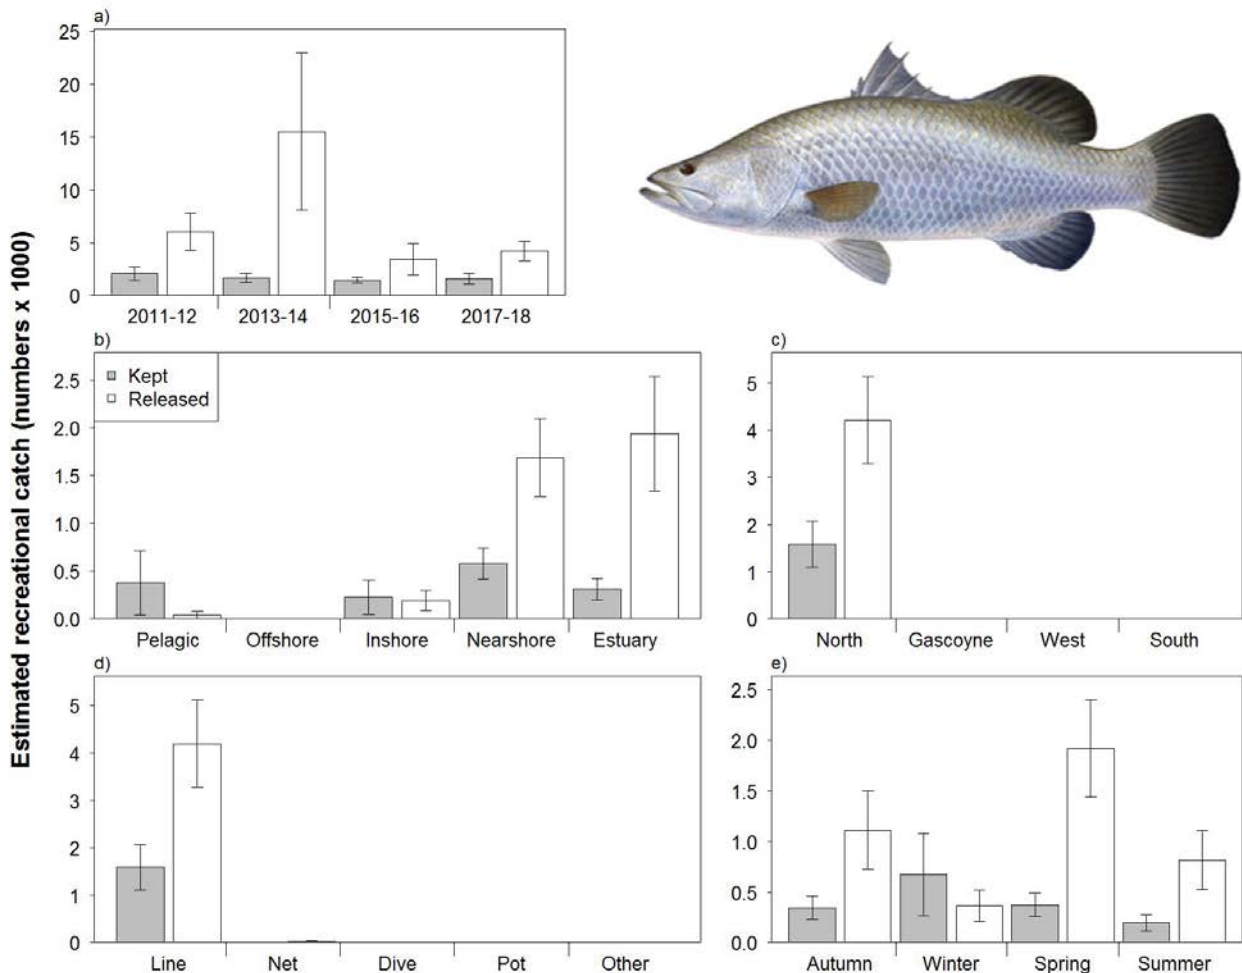 Estimated recreational catch (numbers x 1000)
a)
25
20
15
10
5
0
2011-12 2013-14 2015-16 2017-18
b)
Kept
Released
2.5
2.0
1.5
1.0
0.5
0.0
Pelagic Offshore Inshore Nearshore Estuary
c)
5
4
3
2
1
0
North Gascoyne West South
d)
5
4
3
2
1
0
Line Net Dive Pot Other
e)
2.5
2.0
1.5
1.0
0.5
0.0
Autumn Winter Spring Summer